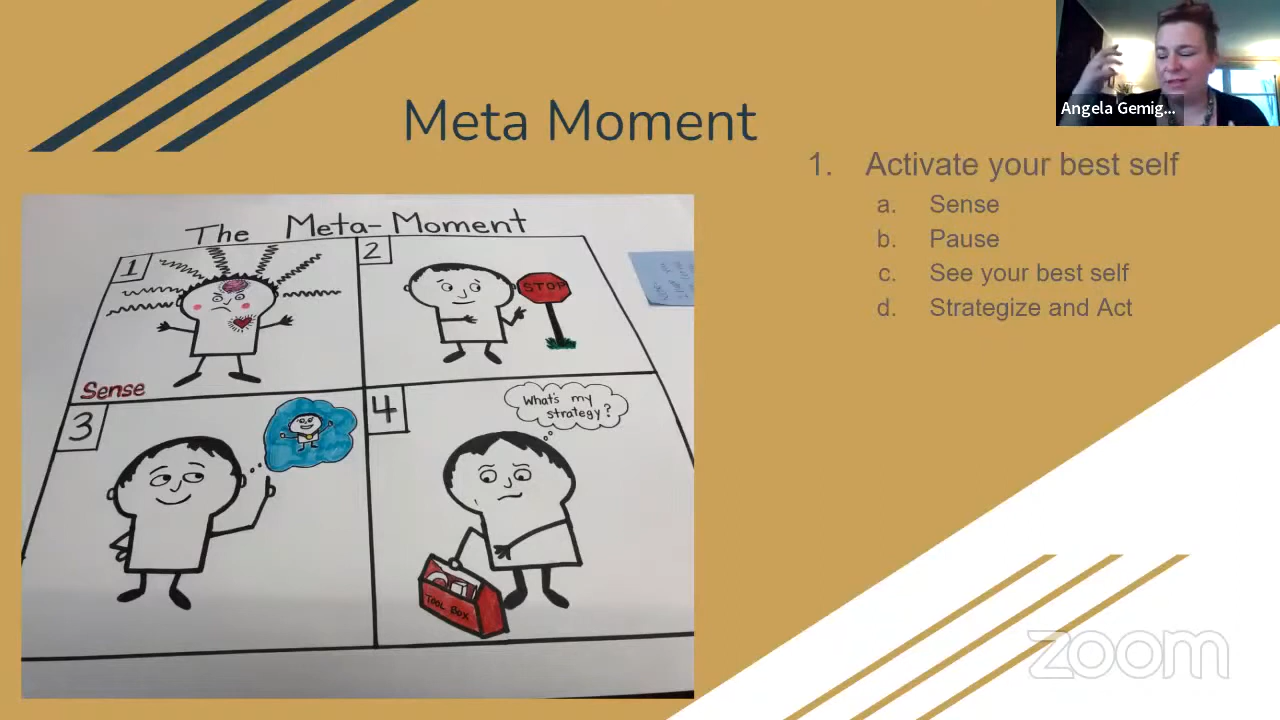 Angela Gemig...
Meta Moment
1. Activate your best self
a. Sense
b. Pause
c. See your best self
d. Strategize and Act
The Meta-Moment
1
2
STOP
Sense
3
4
What's my
strategy?
TOOL BOX
zoom